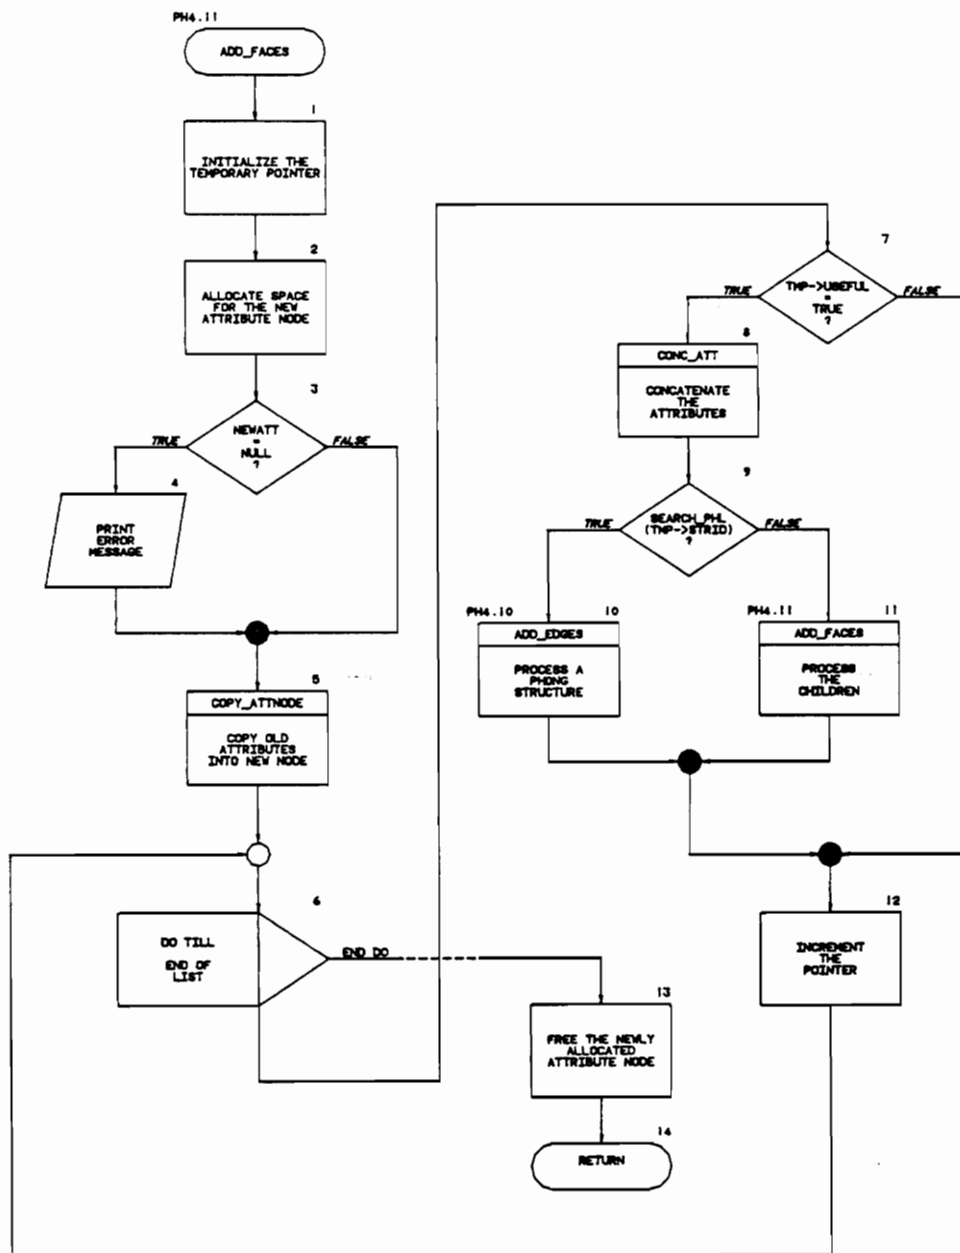 PH4.11
ADD_FACES
1
INITIALIZE THE
TEMPORARY POINTER
2
ALLOCATE SPACE
FOR THE NEW
ATTRIBUTE NODE
3
NEWATT
=
NULL
?
TRUE
FALSE
4
PRINT
ERROR
MESSAGE
5
COPY_ATTNODE
COPY OLD
ATTRIBUTES
INTO NEW NODE
6
DO TILL
END OF
LIST
END DO
7
TMP->USEFUL
=
TRUE
?
TRUE
FALSE
8
CONC_ATT
CONCATENATE
THE
ATTRIBUTES
9
SEARCH_PHL
(TMP->STRID)
?
TRUE
FALSE
PH4.10
10
ADD_EDGES
PROCESS A
PHONG
STRUCTURE
PH4.11
11
ADD_FACES
PROCESS
THE
CHILDREN
12
INCREMENT
THE
POINTER
13
FREE THE NEWLY
ALLOCATED
ATTRIBUTE NODE
14
RETURN